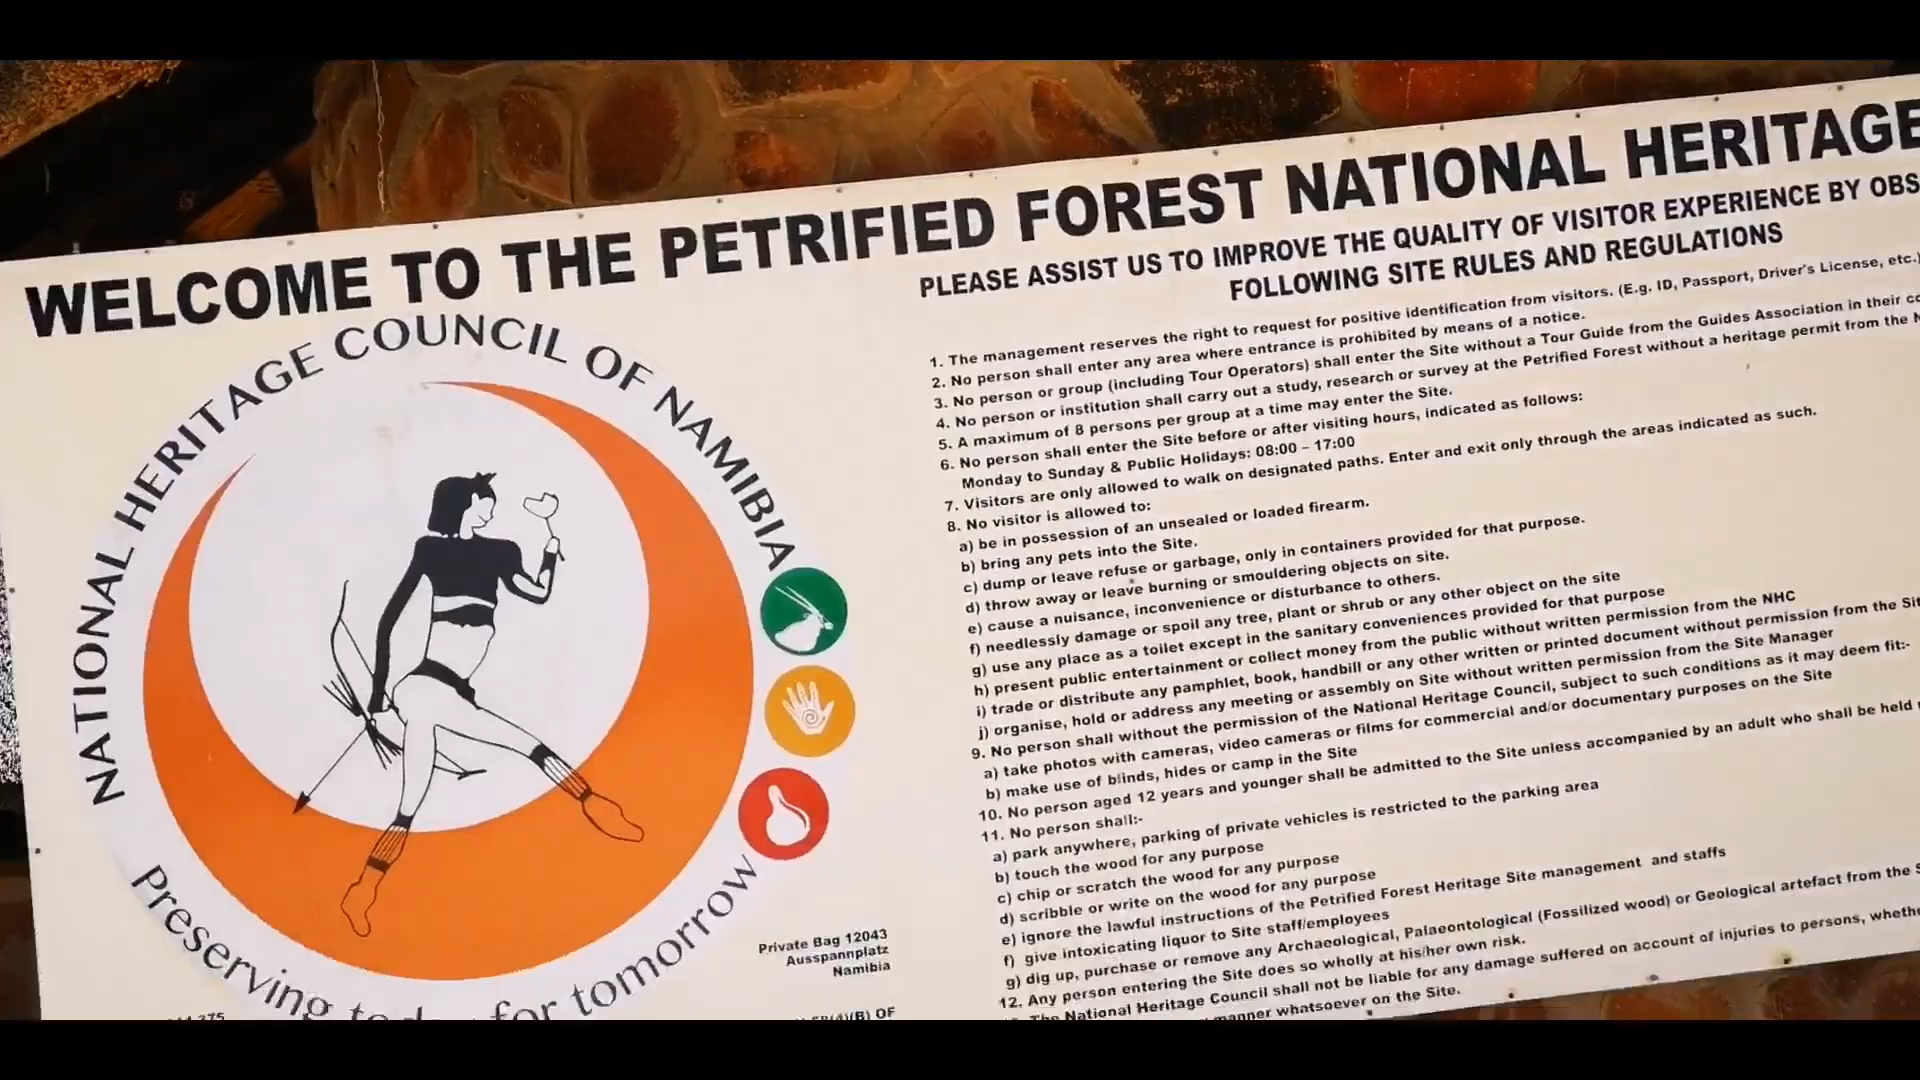 WELCOME TO THE PETRIFIED FOREST NATIONAL HERITAGE
PLEASE ASSIST US TO IMPROVE THE QUALITY OF VISITOR EXPERIENCE BY OBS
FOLLOWING SITE RULES AND REGULATIONS
NATIONAL HERITAGE COUNCIL OF NAMIBIA
Preserving today for tomorrow
Private Bag 12043
Ausspannplatz
Namibia
1. The management reserves the right to request for positive identification from visitors. (E.g. ID, Passport, Driver's License, etc.)
2. No person shall enter any area where entrance is prohibited by means of a notice.
3. No person or group (including Tour Operators) shall enter the Site without a Tour Guide from the Guides Association in their co
4. No person or institution shall carry out a study, research or survey at the Petrified Forest without a heritage permit from the N
5. A maximum of 8 persons per group at a time may enter the Site.
6. No person shall enter the Site before or after visiting hours, indicated as follows:
Monday to Sunday & Public Holidays: 08:00 – 17:00
7. Visitors are only allowed to walk on designated paths. Enter and exit only through the areas indicated as such.
8. No visitor is allowed to:
a) be in possession of an unsealed or loaded firearm.
b) bring any pets into the Site.
c) dump or leave refuse or garbage, only in containers provided for that purpose.
d) throw away or leave burning or smouldering objects on site.
e) cause a nuisance, inconvenience or disturbance to others.
f) needlessly damage or spoil any tree, plant or shrub or any other object on the site
g) use any place as a toilet except in the sanitary conveniences provided for that purpose
h) present public entertainment or collect money from the public without written permission from the NHC
i) trade or distribute any pamphlet, book, handbill or any other written or printed document without permission from the Sit
j) organise, hold or address any meeting or assembly on Site without written permission from the Site Manager
9. No person shall without the permission of the National Heritage Council, subject to such conditions as it may deem fit:-
a) take photos with cameras, video cameras or films for commercial and/or documentary purposes on the Site
b) make use of blinds, hides or camp in the Site
10. No person aged 12 years and younger shall be admitted to the Site unless accompanied by an adult who shall be held
11. No person shall:-
a) park anywhere, parking of private vehicles is restricted to the parking area
b) touch the wood for any purpose
c) chip or scratch the wood for any purpose
d) scribble or write on the wood for any purpose
e) ignore the lawful instructions of the Petrified Forest Heritage Site management and staffs
f) give intoxicating liquor to Site staff/employees
g) dig up, purchase or remove any Archaeological, Palaeontological (Fossilized wood) or Geological artefact from the S
12. Any person entering the Site does so wholly at his/her own risk.
The National Heritage Council shall not be liable for any damage suffered on account of injuries to persons, whethe
manner whatsoever on the Site.